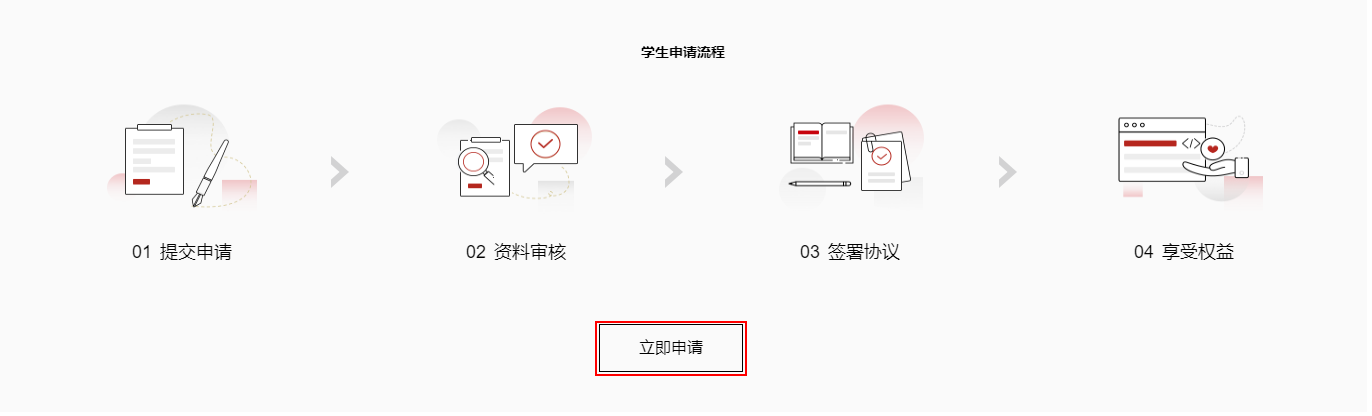 学生申请流程
01 提交申请
02 资料审核
03 签署协议
04 享受权益
立即申请